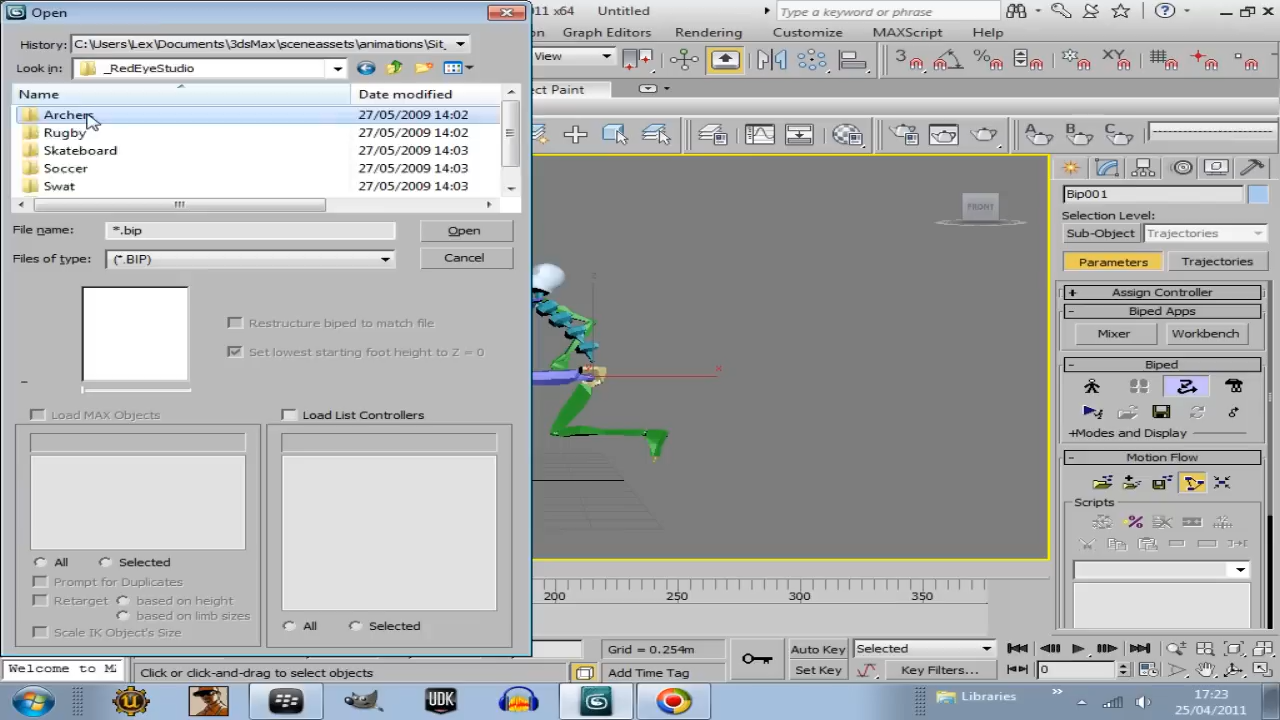 Open
11 x64 Untitled
Type a keyword or phrase
Graph Editors Rendering Customize MAXScript Help
History: C:\Users\Lex\Documents\3dsMax\sceneassets\animations\Sit_
Look in: _RedEyeStudio
View
3
%
XY
Name Date modified
ect Paint
Archery 27/05/2009 14:02
Rugby 27/05/2009 14:02
Skateboard 27/05/2009 14:03
Soccer 27/05/2009 14:03
Swat 27/05/2009 14:03
A B C
Bip001
FRONT
Selection Level:
Sub-Object Trajectories
File name: *.bip Open
Files of type: (*.BIP) Cancel
Parameters Trajectories
Assign Controller
Biped Apps
Mixer Workbench
Restructure biped to match file
Set lowest starting foot height to Z = 0
Biped
x
+Modes and Display
Load MAX Objects Load List Controllers
Motion Flow
Scripts
All Selected
Prompt for Duplicates
Retarget based on height
based on limb sizes
Scale IK Object's Size
All Selected
200 250 300 350
Grid = 0.254m
Auto Key Selected
Set Key Key Filters...
0
Welcome to M
Click or click-and-drag to select objects
Add Time Tag
UDK
Libraries
17:23
25/04/2011